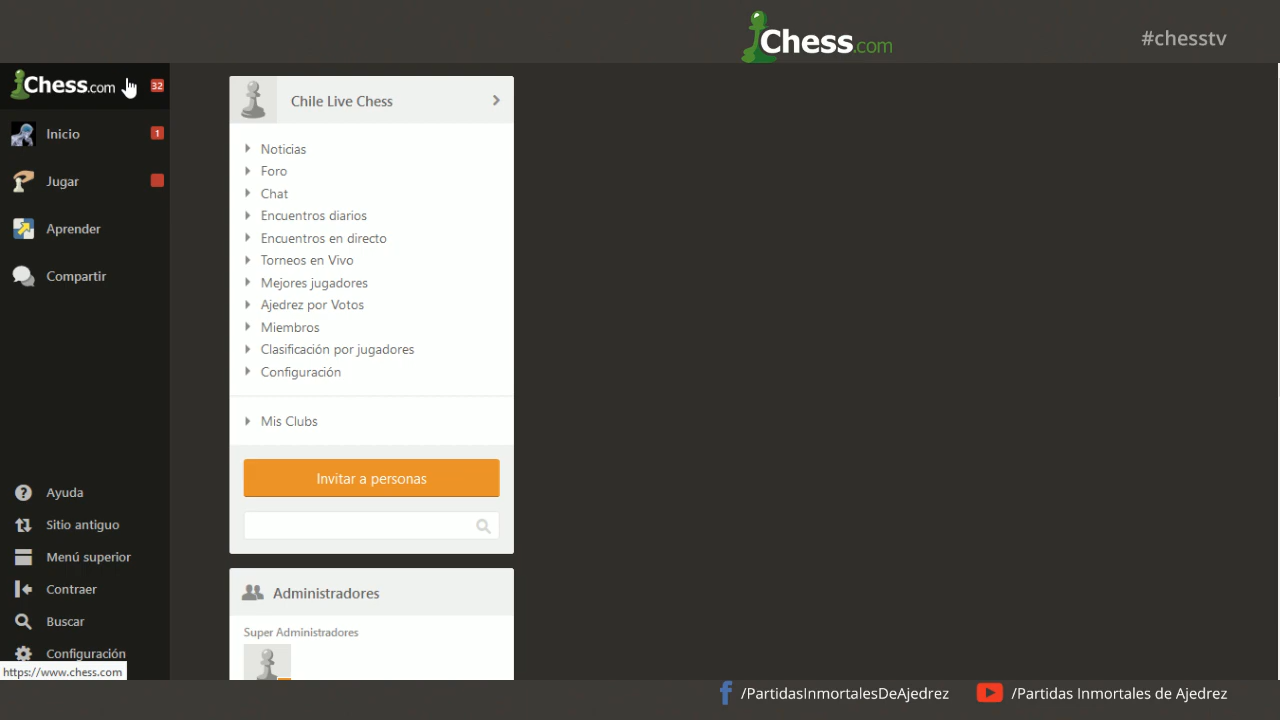 Chess.com
#chesstv
Chess.com
32
Inicio
1
Jugar
Aprender
Compartir
Ayuda
Sitio antiguo
Menú superior
Contraer
Buscar
Configuración
https://www.chess.com
Chile Live Chess
Noticias
Foro
Chat
Encuentros diarios
Encuentros en directo
Torneos en Vivo
Mejores jugadores
Ajedrez por Votos
Miembros
Clasificación por jugadores
Configuración
Mis Clubs
Invitar a personas
Administradores
Super Administradores
/PartidasInmortalesDeAjedrez
/Partidas Inmortales de Ajedrez